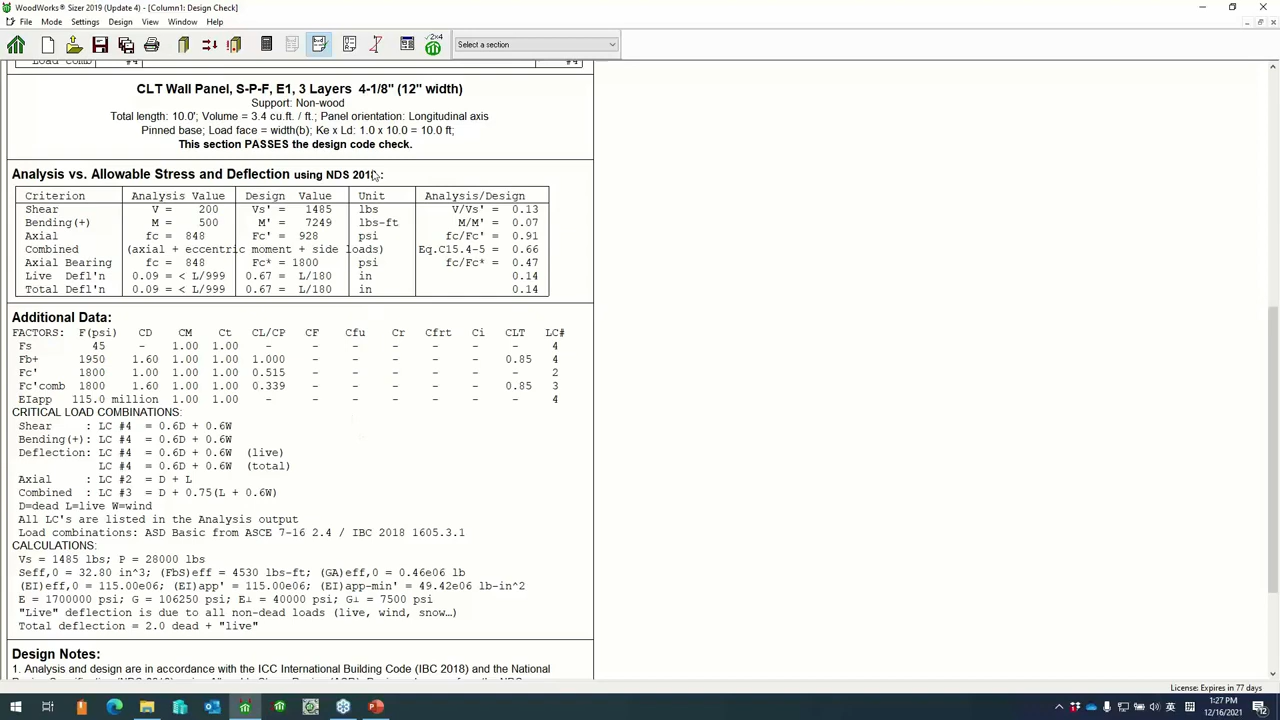 WoodWorks® Sizer 2019 (Update 4) - [Column1: Design Check]
File Mode Settings Design View Window Help
2x4 Select a section
Load Comb #4 #4
CLT Wall Panel, S-P-F, E1, 3 Layers 4-1/8" (12" width)
Support: Non-wood
Total length: 10.0'; Volume = 3.4 cu.ft. / ft.; Panel orientation: Longitudinal axis
Pinned base; Load face = width(b); Ke x Ld: 1.0 x 10.0 = 10.0 ft;
This section PASSES the design code check.
Analysis vs. Allowable Stress and Deflection using NDS 2018:
Criterion Analysis Value Design Value Unit Analysis/Design
Shear V = 200 Vs' = 1485 lbs V/Vs' = 0.13
Bending(+) M = 500 M' = 7249 lbs-ft M/M' = 0.07
Axial fc = 848 Fc' = 928 psi fc/Fc' = 0.91
Combined (axial + eccentric moment + side loads) Eq.C15.4-5 = 0.66
Axial Bearing fc = 848 Fc* = 1800 psi fc/Fc* = 0.47
Live Defl'n 0.09 = < L/999 0.67 = L/180 in 0.14
Total Defl'n 0.09 = < L/999 0.67 = L/180 in 0.14
Additional Data:
FACTORS: F(psi) CD CM Ct CL/CP CF Cfu Cr Cfrt Ci CLT LC#
Fs 45 - 1.00 1.00 - - - - - - - 4
Fb+ 1950 1.60 1.00 1.00 1.000 - - - - - 0.85 4
Fc' 1800 1.00 1.00 1.00 0.515 - - - - - - 2
Fc'comb 1800 1.60 1.00 1.00 0.339 - - - - - 0.85 3
EIapp 115.0 million 1.00 1.00 - - - - - - - 4
CRITICAL LOAD COMBINATIONS:
Shear : LC #4 = 0.6D + 0.6W
Bending(+): LC #4 = 0.6D + 0.6W
Deflection: LC #4 = 0.6D + 0.6W (live)
LC #4 = 0.6D + 0.6W (total)
Axial : LC #2 = D + L
Combined : LC #3 = D + 0.75(L + 0.6W)
D=dead L=live W=wind
All LC's are listed in the Analysis output
Load combinations: ASD Basic from ASCE 7-16 2.4 / IBC 2018 1605.3.1
CALCULATIONS:
Vs = 1485 lbs; P = 28000 lbs
Seff,0 = 32.80 in^3; (FbS)eff = 4530 lbs-ft; (GA)eff,0 = 0.46e06 lb
(EI)eff,0 = 115.00e06; (EI)app' = 115.00e06; (EI)app-min' = 49.42e06 lb-in^2
E = 1700000 psi; G = 106250 psi; E⊥ = 40000 psi; G⊥ = 7500 psi
"Live" deflection is due to all non-dead loads (live, wind, snow…)
Total deflection = 2.0 dead + "live"
Design Notes:
1. Analysis and design are in accordance with the ICC International Building Code (IBC 2018) and the National
License: Expires in 77 days
1:27 PM
12/16/2021
12